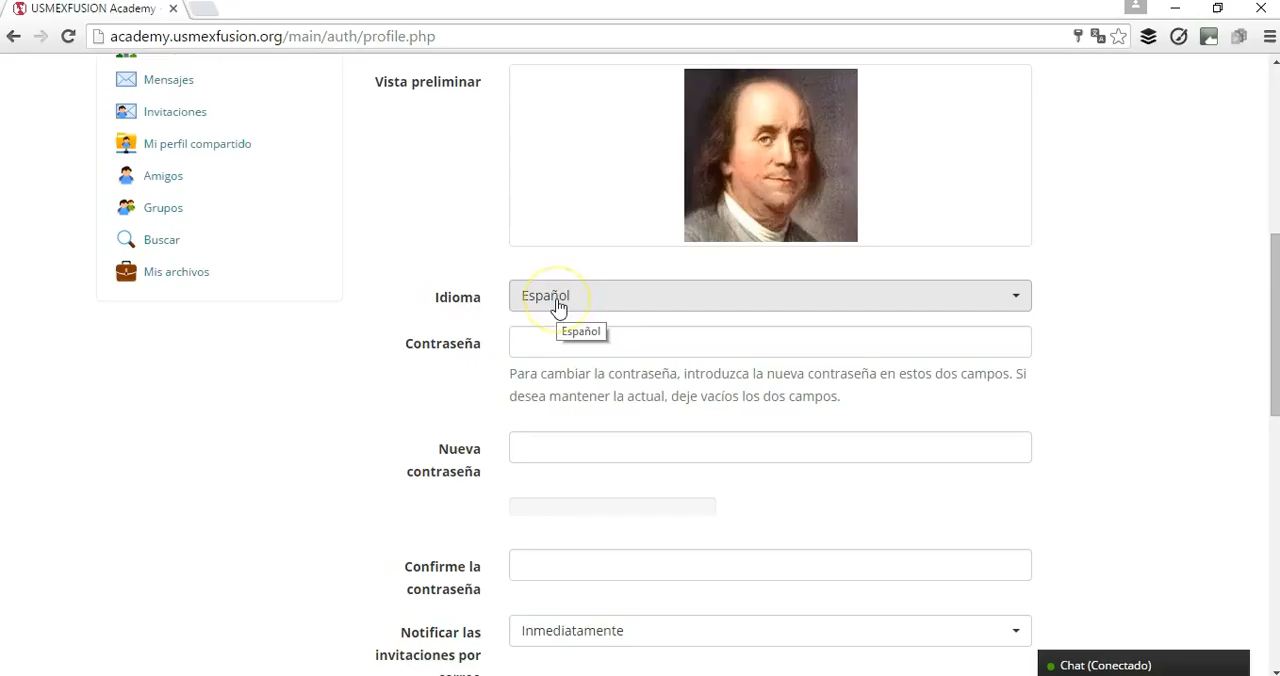 USMEXFUSION Academy
academy.usmexfusion.org/main/auth/profile.php
Mensajes
Invitaciones
Mi perfil compartido
Amigos
Grupos
Buscar
Mis archivos
Vista preliminar
Idioma
Español
Español
Contraseña
Para cambiar la contraseña, introduzca la nueva contraseña en estos dos campos. Si
desea mantener la actual, deje vacíos los dos campos.
Nueva
contraseña
Confirme la
contraseña
Notificar las
invitaciones por
Inmediatamente
Chat (Conectado)